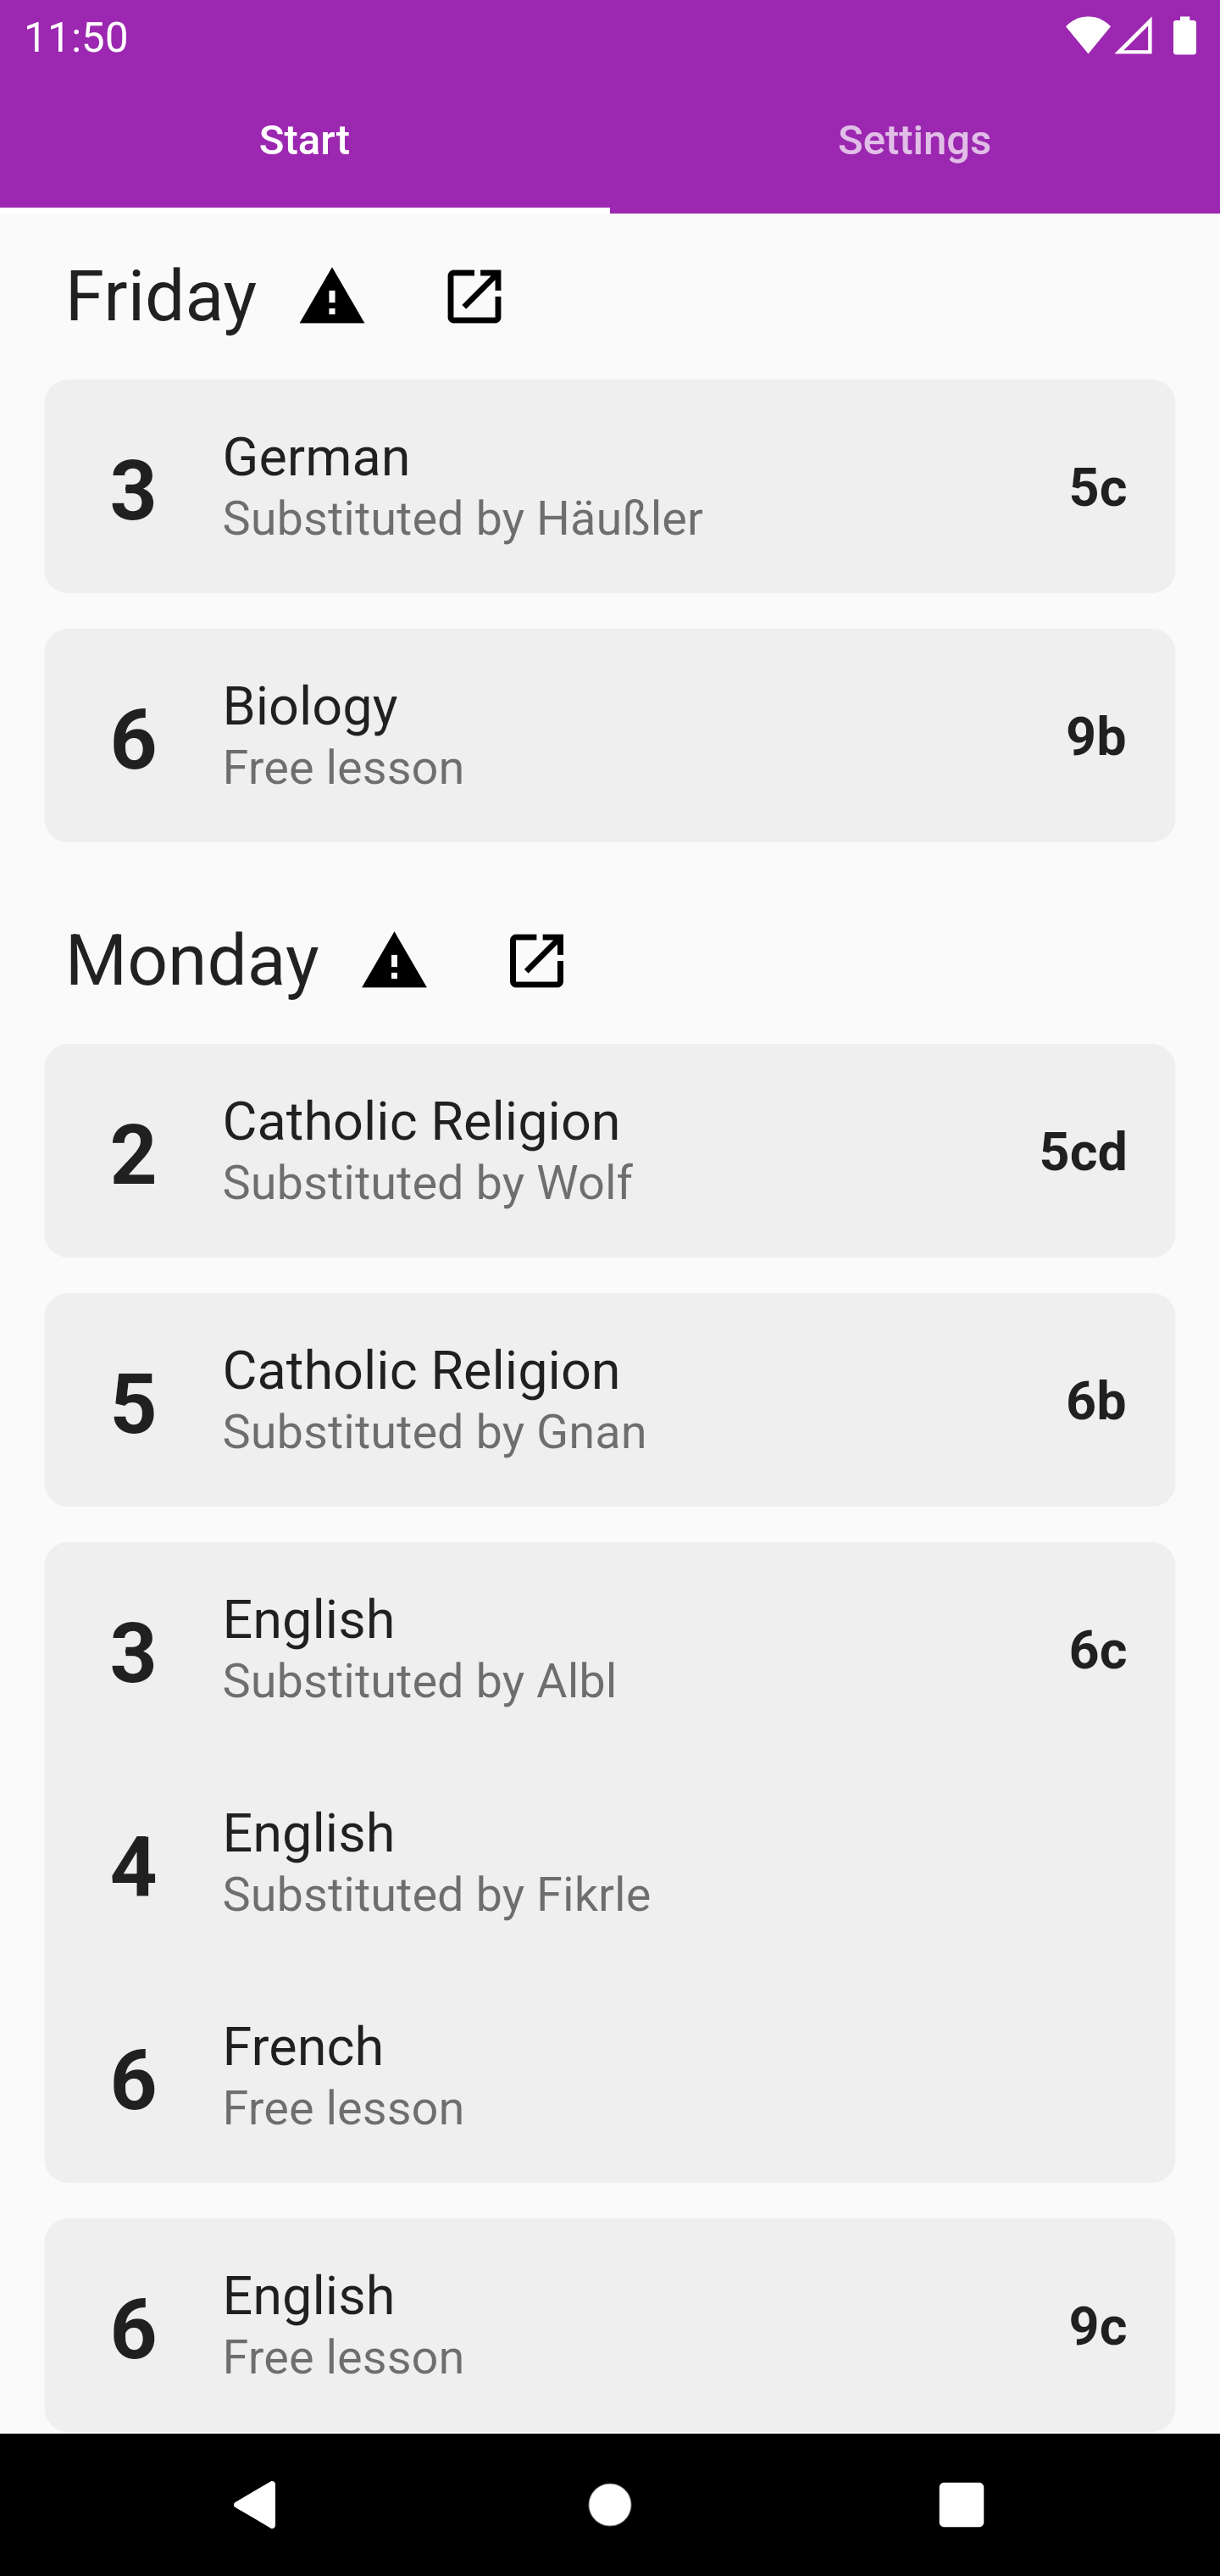 11:50
Start Settings
Friday
3 German 5c
Substituted by Häußler
6 Biology 9b
Free lesson
Monday
2 Catholic Religion 5cd
Substituted by Wolf
5 Catholic Religion 6b
Substituted by Gnan
3 English 6c
Substituted by Albl
4 English
Substituted by Fikrle
6 French
Free lesson
6 English 9c
Free lesson